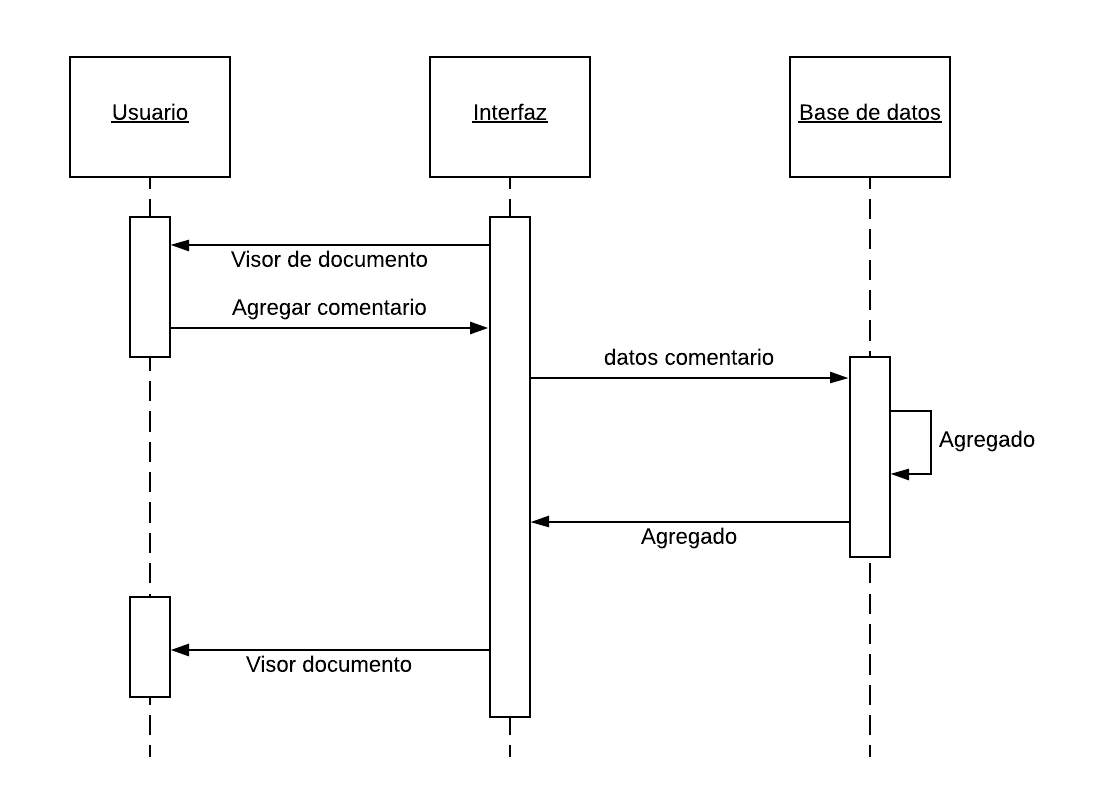 Usuario
Interfaz
Base de datos
Visor de documento
Agregar comentario
datos comentario
Agregado
Agregado
Visor documento